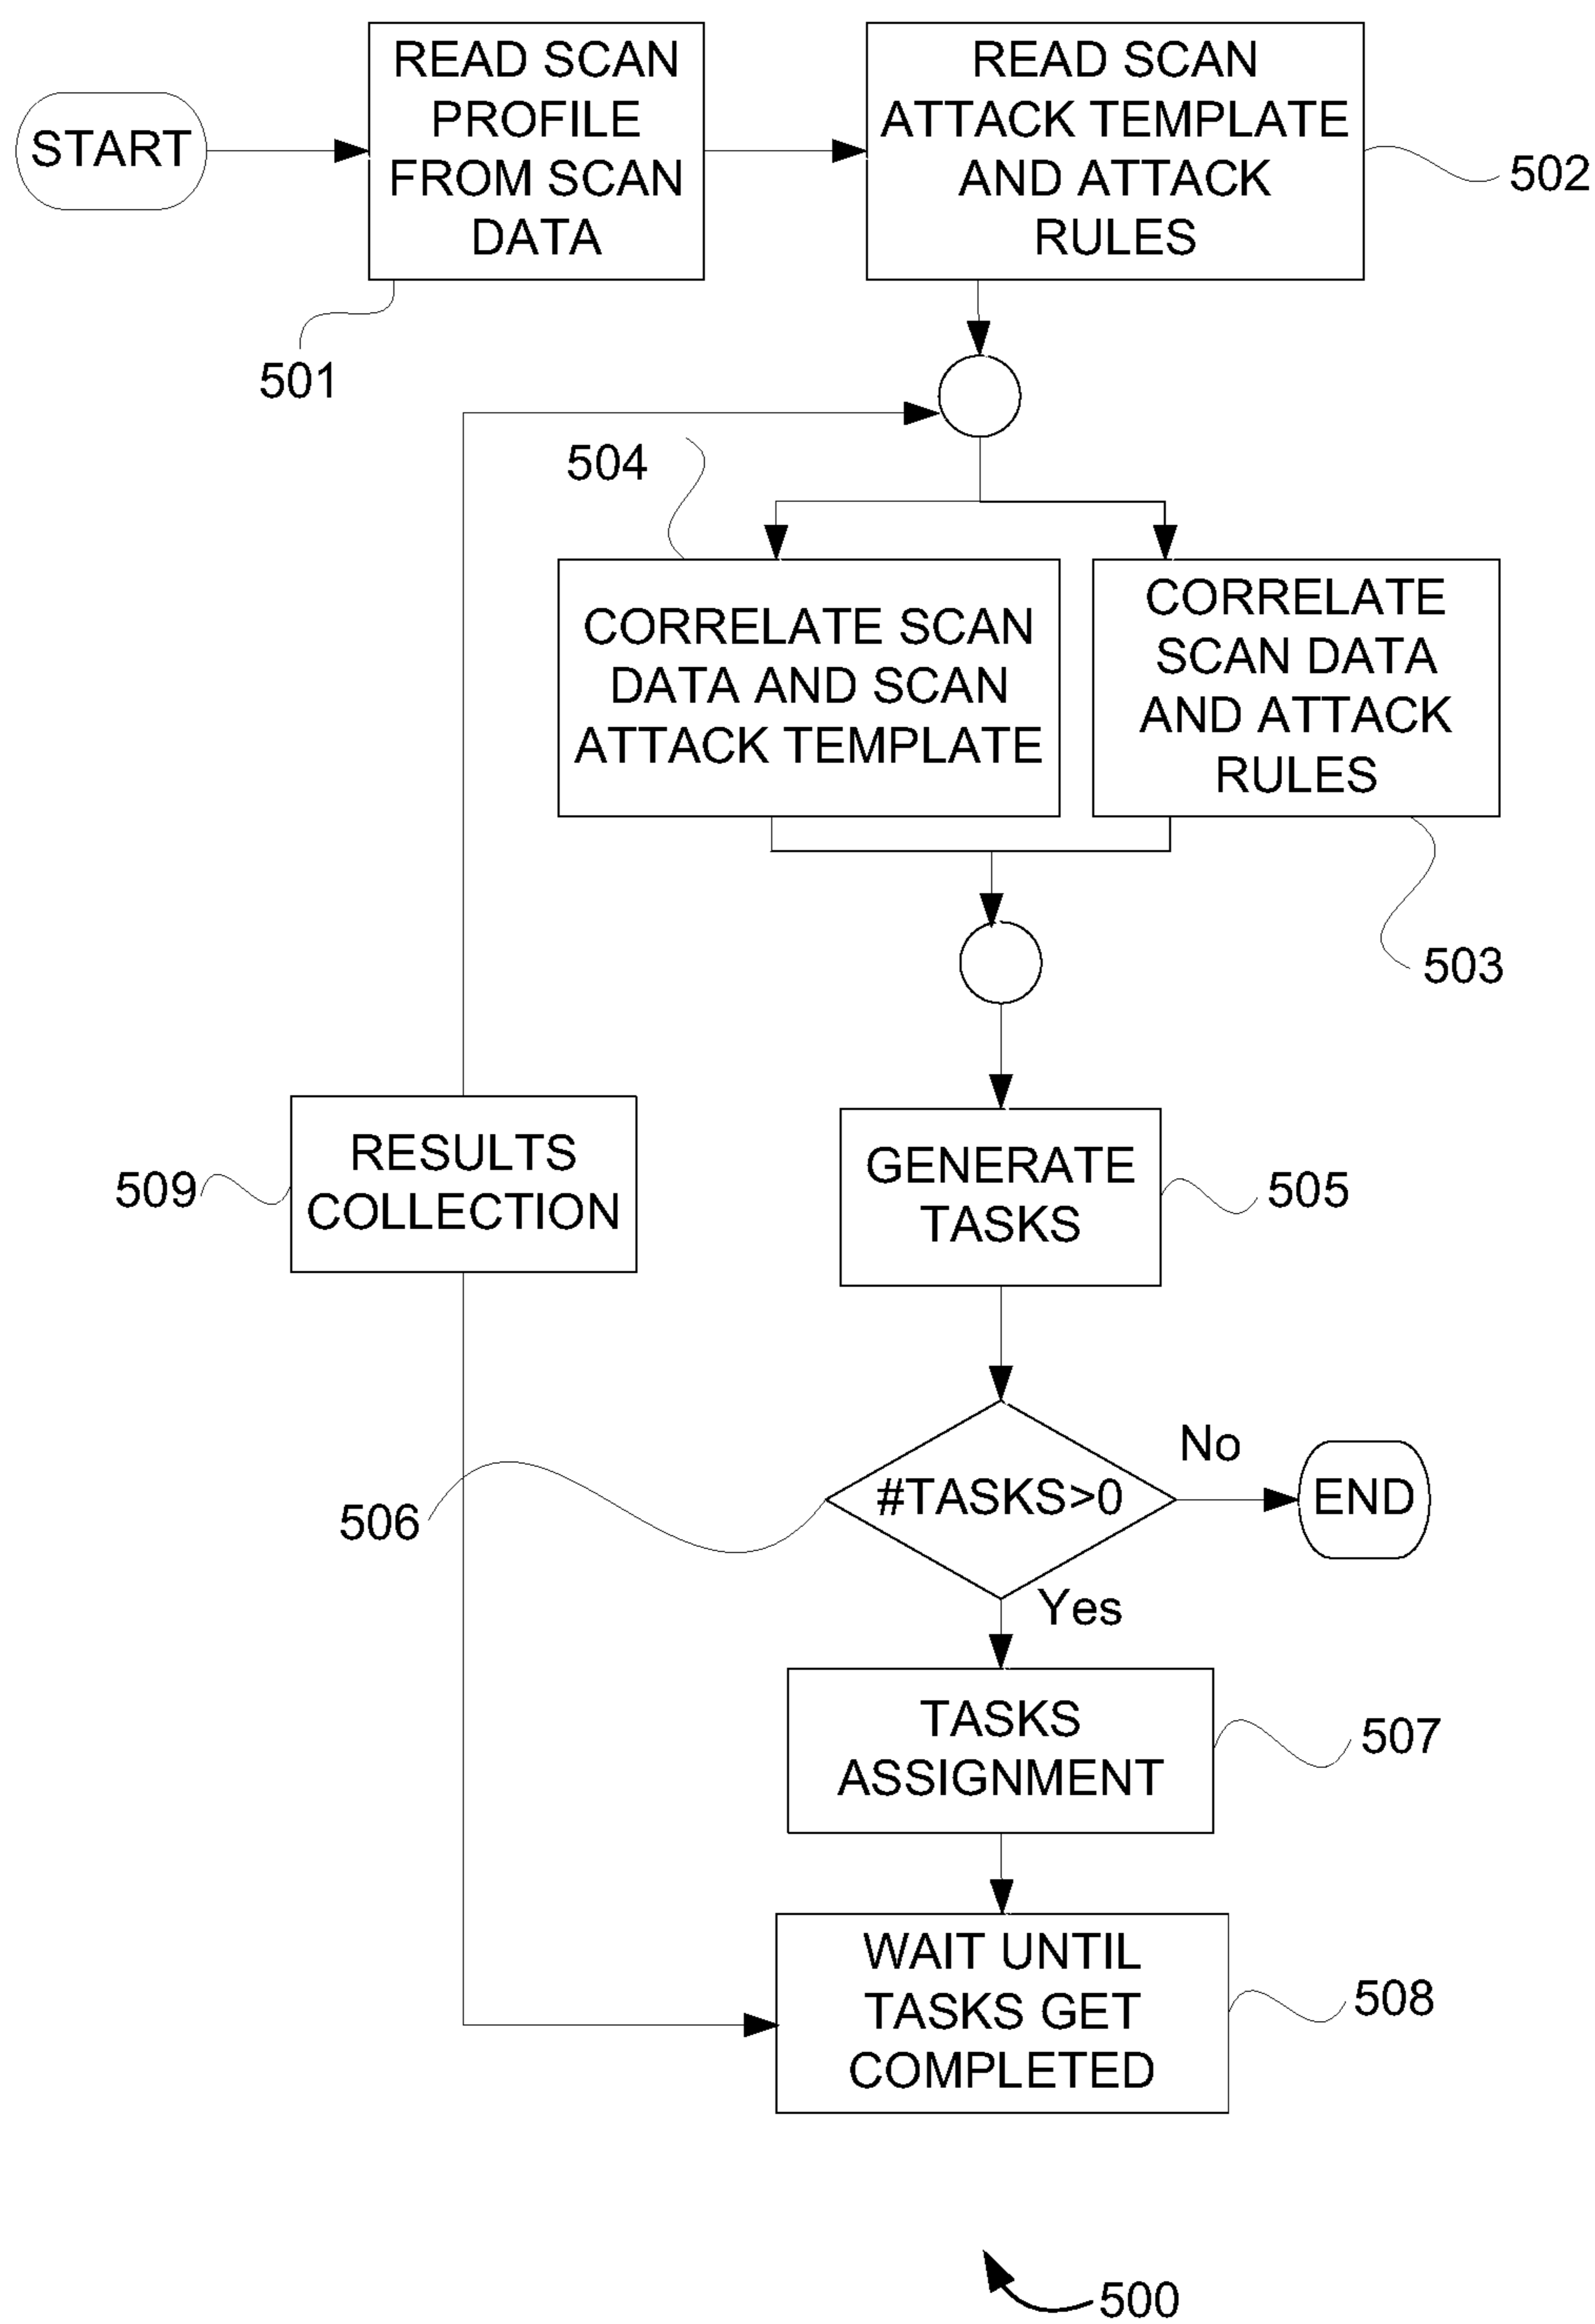 START
READ SCAN
PROFILE
FROM SCAN
DATA
501
READ SCAN
ATTACK TEMPLATE
AND ATTACK
RULES
502
504
CORRELATE SCAN
DATA AND SCAN
ATTACK TEMPLATE
CORRELATE
SCAN DATA
AND ATTACK
RULES
503
RESULTS
COLLECTION
509
GENERATE
TASKS
505
#TASKS>0
506
No
END
Yes
TASKS
ASSIGNMENT
507
WAIT UNTIL
TASKS GET
COMPLETED
508
500